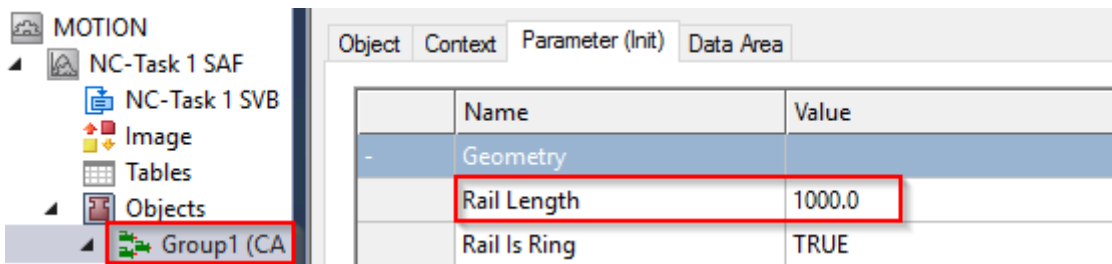 MOTION
NC-Task 1 SAF
NC-Task 1 SVB
Image
Tables
Objects
Group1 (CA
Object Context Parameter (Init) Data Area
Name Value
- Geometry
Rail Length 1000.0
Rail Is Ring TRUE